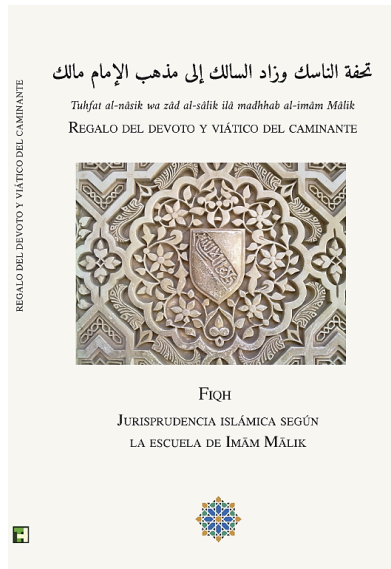 تحفة الناسك وزاد السالك إلى مذهب الإمام مالك
Tuhfat al-nâsik wa zâd al-sâlik ilâ madhhab al-imâm Mâlik
REGALO DEL DEVOTO Y VIÁTICO DEL CAMINANTE
REGALO DEL DEVOTO Y VIÁTICO DEL CAMINANTE
FIQH
JURISPRUDENCIA ISLÁMICA SEGÚN
LA ESCUELA DE IMĀM MĀLIK